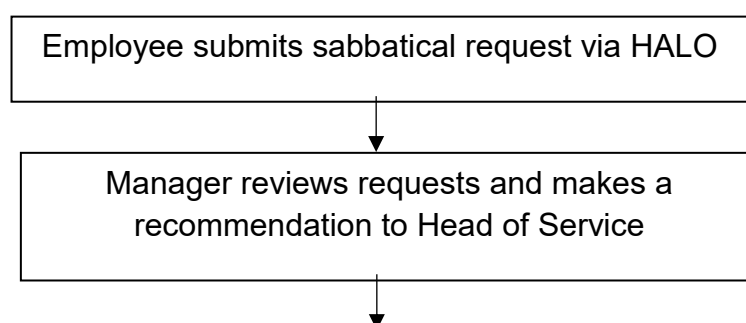 Employee submits sabbatical request via HALO
Manager reviews requests and makes a
recommendation to Head of Service